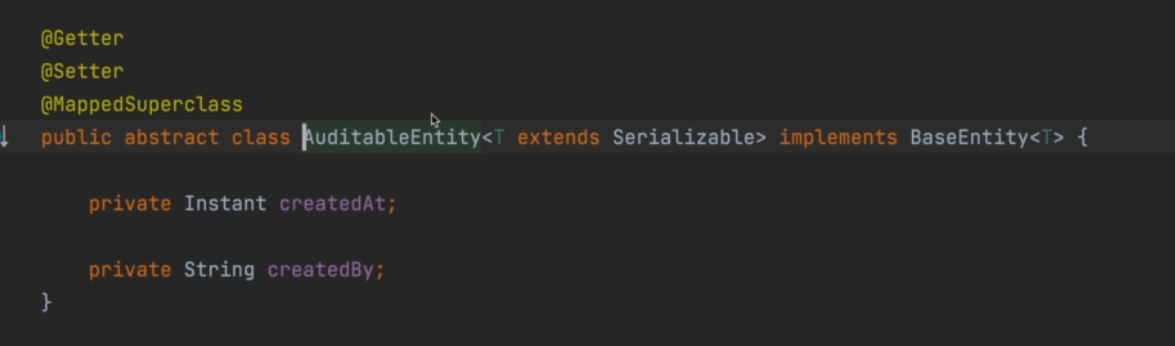 @Getter
@Setter
@MappedSuperclass
public abstract class AuditableEntity<T extends Serializable> implements BaseEntity<T> {
private Instant createdAt;
private String createdBy;
}